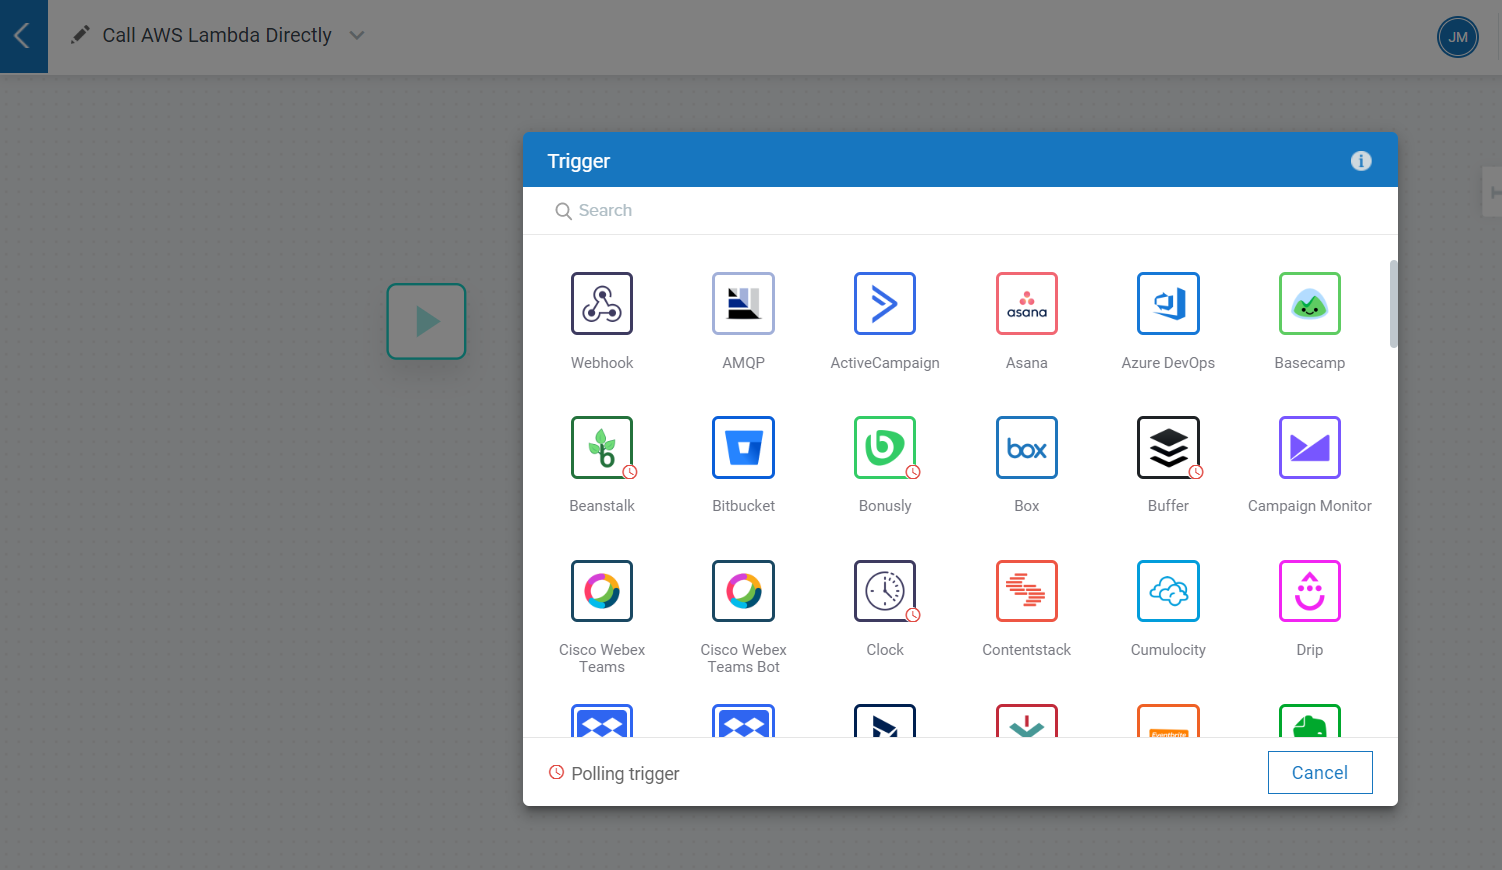 Call AWS Lambda Directly
JM
Trigger
i
Search
asana
Webhook
AMQP
ActiveCampaign
Asana
Azure DevOps
Basecamp
b
b
box
Beanstalk
Bitbucket
Bonusly
Box
Buffer
Campaign Monitor
Cisco Webex
Teams
Cisco Webex
Teams Bot
Clock
Contentstack
Cumulocity
Drip
Polling trigger
Cancel